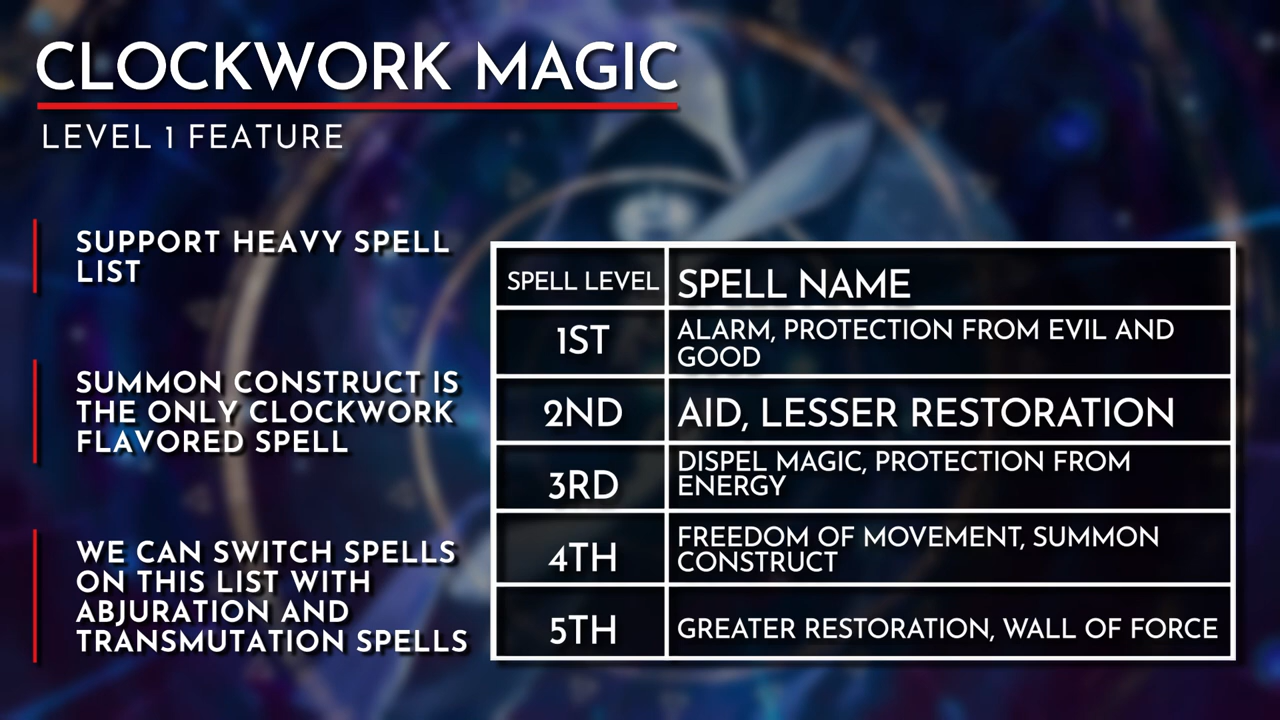 CLOCKWORK MAGIC
LEVEL 1 FEATURE
SUPPORT HEAVY SPELL
LIST
SUMMON CONSTRUCT IS
THE ONLY CLOCKWORK
FLAVORED SPELL
WE CAN SWITCH SPELLS
ON THIS LIST WITH
ABJURATION AND
TRANSMUTATION SPELLS
SPELL LEVEL SPELL NAME
1ST ALARM, PROTECTION FROM EVIL AND
GOOD
2ND AID, LESSER RESTORATION
3RD DISPEL MAGIC, PROTECTION FROM
ENERGY
4TH FREEDOM OF MOVEMENT, SUMMON
CONSTRUCT
5TH GREATER RESTORATION, WALL OF FORCE